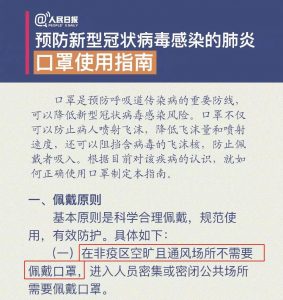 @人民日报
PEOPLE'S DAILY
预防新型冠状病毒感染的肺炎
口罩使用指南
口罩是预防呼吸道传染病的重要防线，
可以降低新型冠状病毒感染风险。口罩不仅
可以防止病人喷射飞沫，降低飞沫量和喷射
速度，还可以阻挡含病毒的飞沫核，防止佩
戴者吸入。根据目前对该疾病的认识，就如
何正确使用口罩制定本指南。
一、佩戴原则
基本原则是科学合理佩戴，规范使
用，有效防护。具体如下：
（一）在非疫区空旷且通风场所不需要
佩戴口罩，进入人员密集或密闭公共场所
需要佩戴口罩。